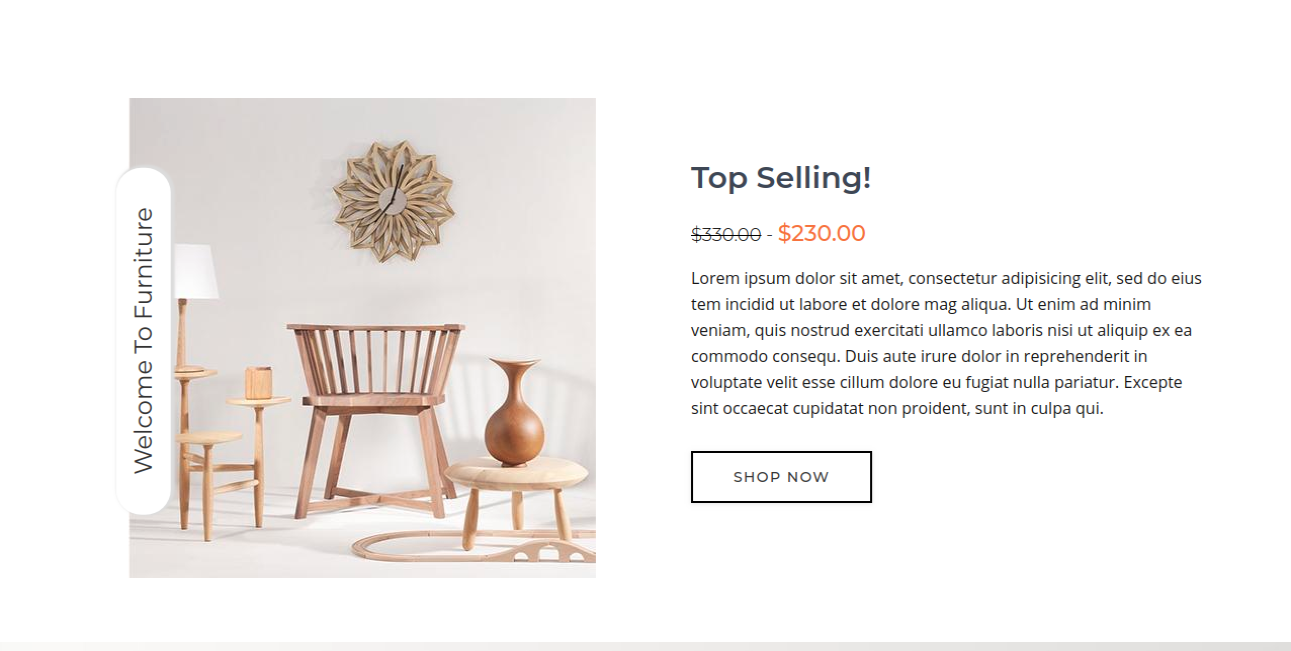 Welcome To Furniture
Top Selling!
$330.00 - $230.00
Lorem ipsum dolor sit amet, consectetur adipisicing elit, sed do eius
tem incidid ut labore et dolore mag aliqua. Ut enim ad minim
veniam, quis nostrud exercitati ullamco laboris nisi ut aliquip ex ea
commodo consequ. Duis aute irure dolor in reprehenderit in
voluptate velit esse cillum dolore eu fugiat nulla pariatur. Excepte
sint occaecat cupidatat non proident, sunt in culpa qui.
SHOP NOW